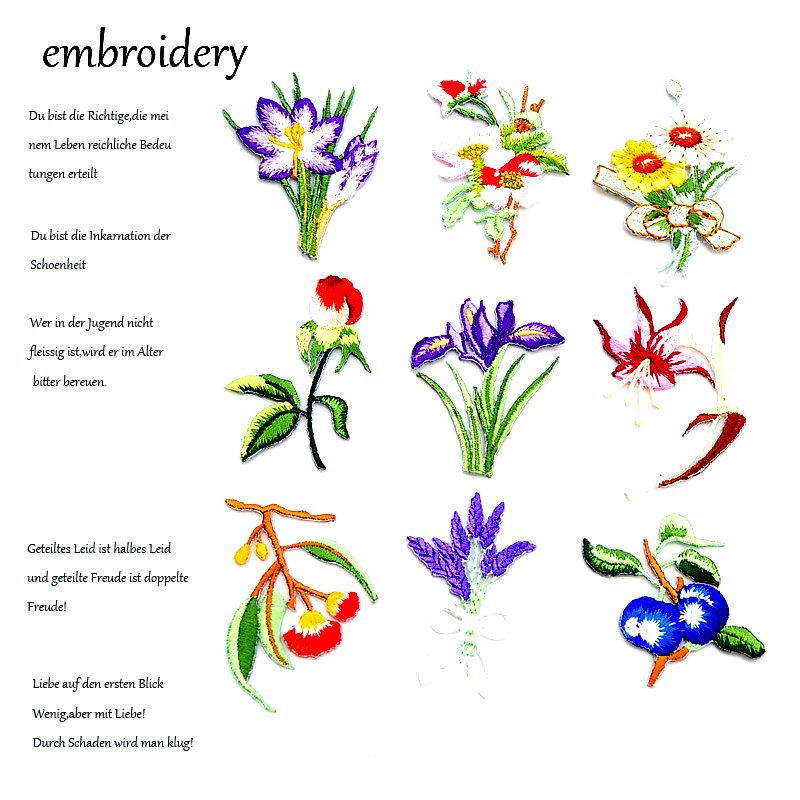 embroidery
Du bist die Richtige,die mei
nem Leben reichliche Bedeu
tungen erteilt
Du bist die Inkarnation der
Schoenheit
Wer in der Jugend nicht
fleissig ist,wird er im Alter
bitter bereuen.
Geteiltes Leid ist halbes Leid
und geteilte Freude ist doppelte
Freude!
Liebe auf den ersten Blick
Wenig,aber mit Liebe!
Durch Schaden wird man klug!